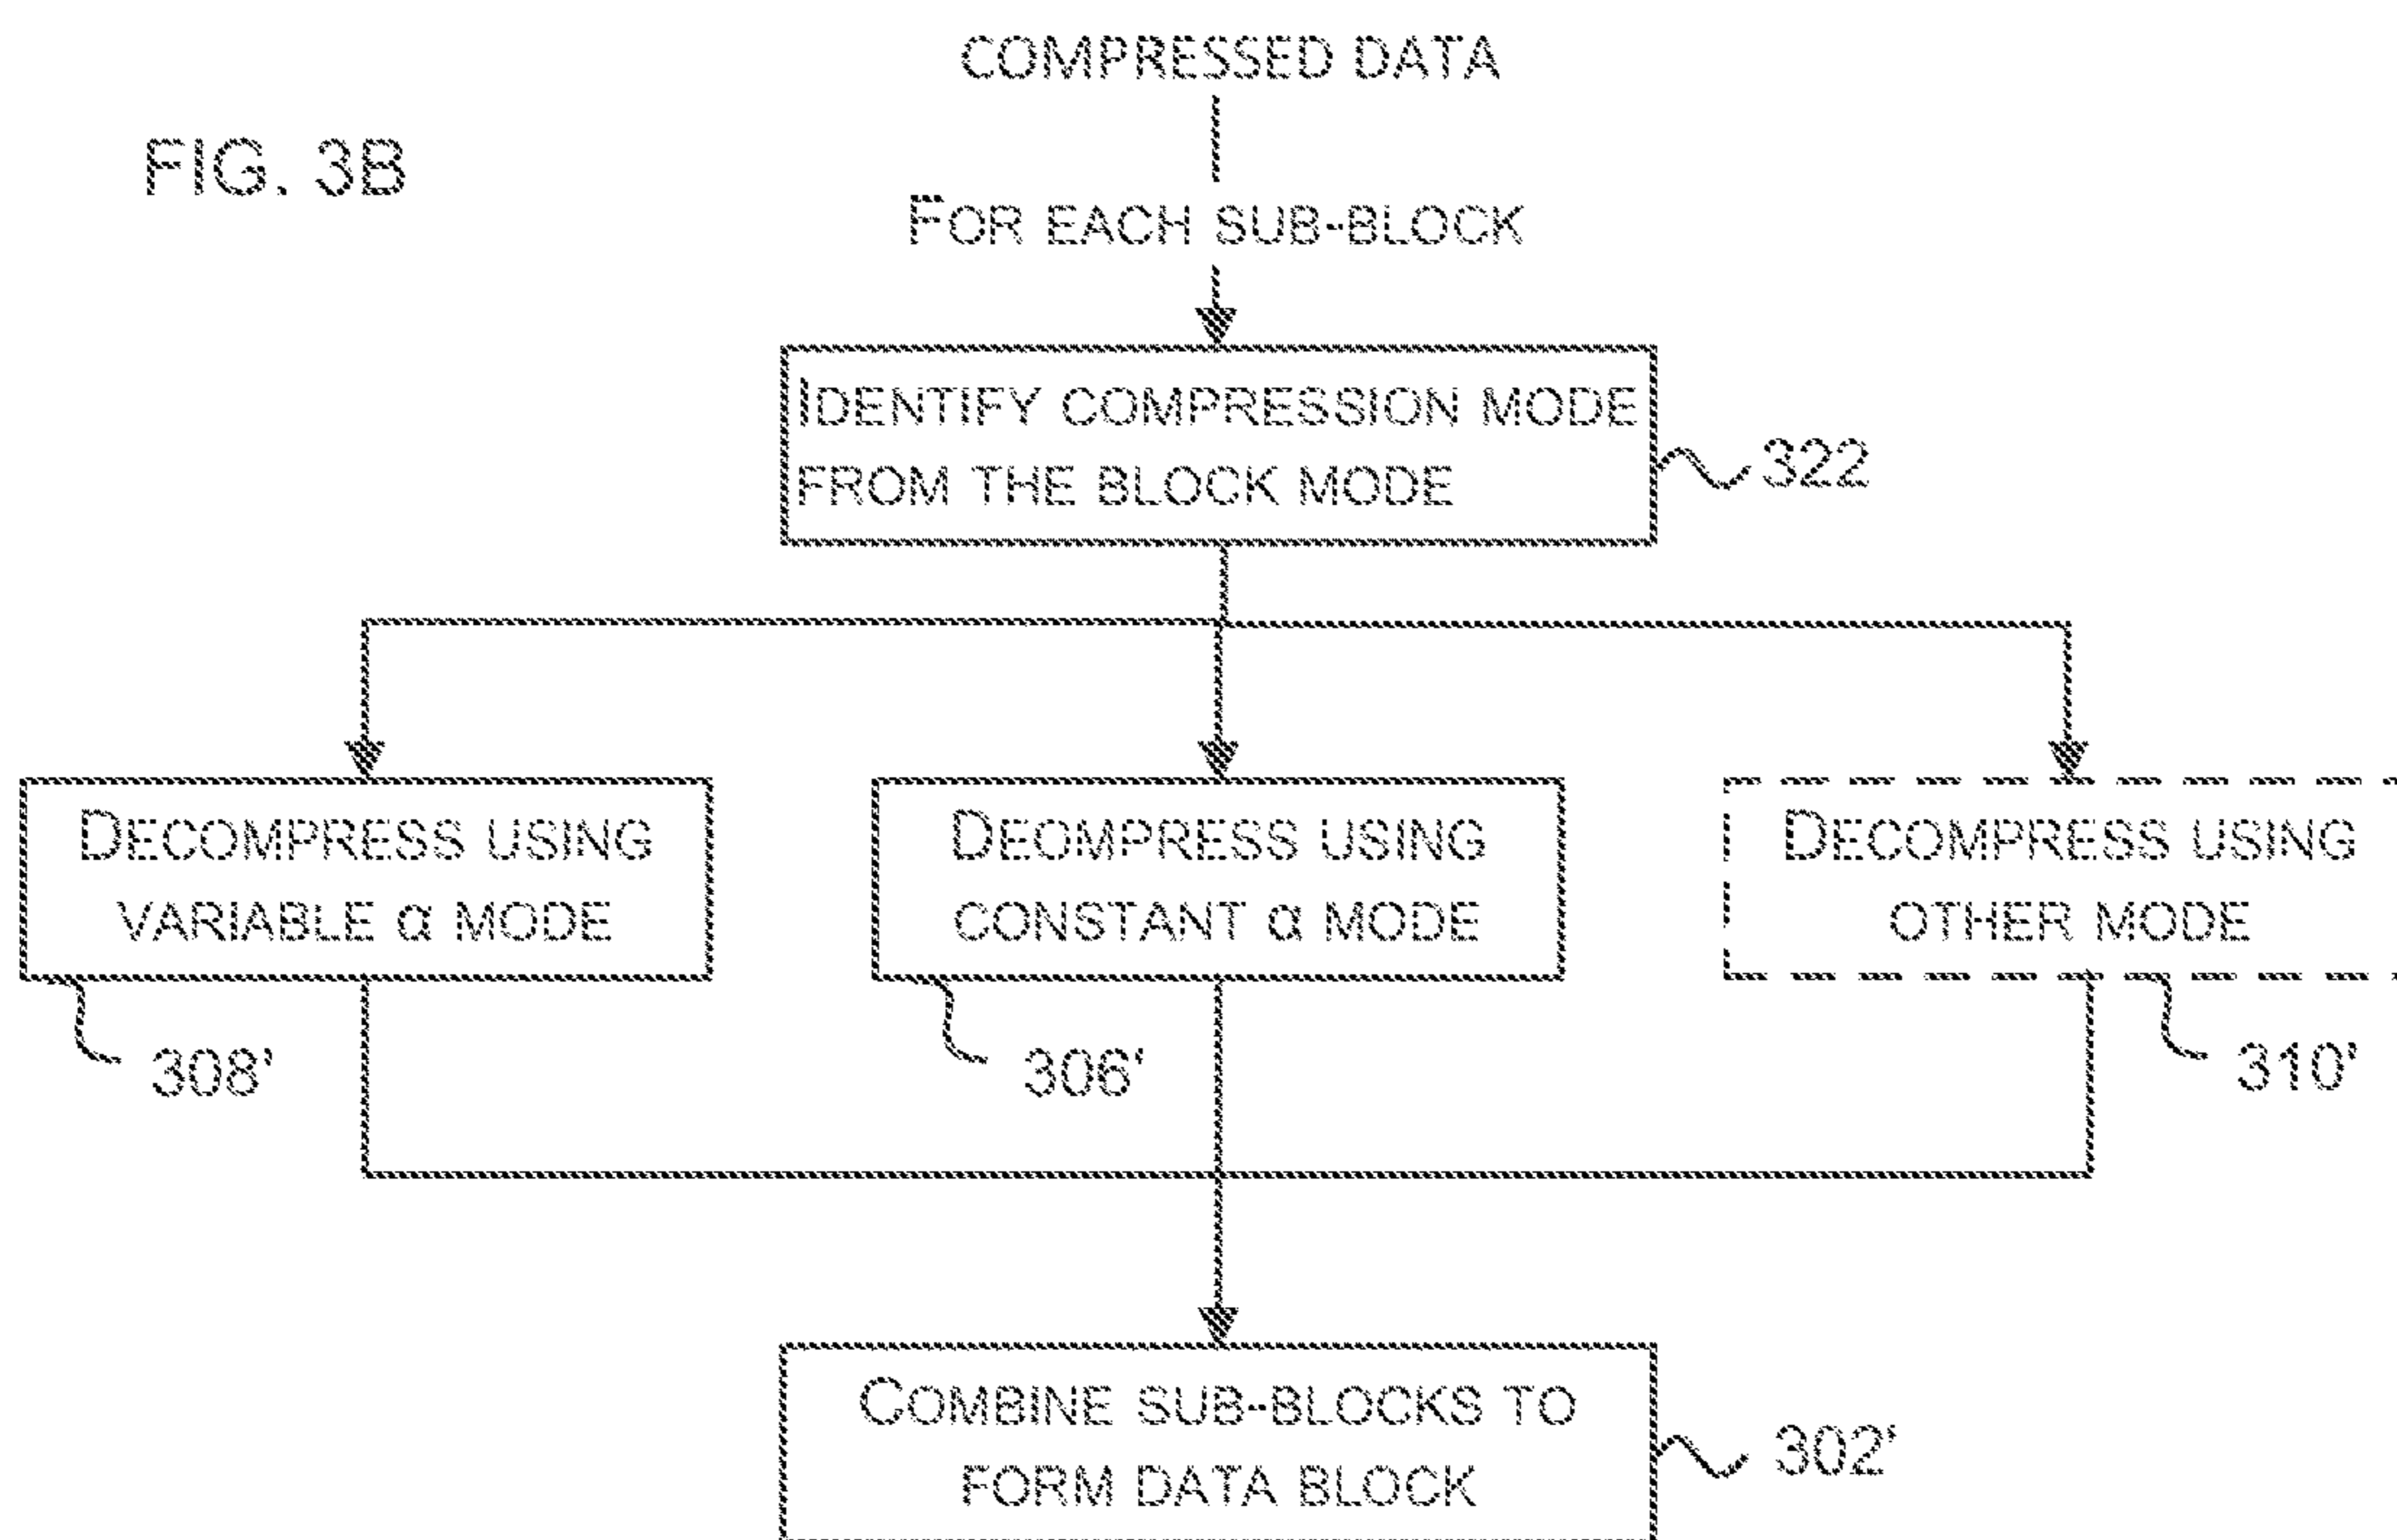 COMPRESSED DATA
FIG. 3B
FOR EACH SUB-BLOCK
IDENTIFY COMPRESSION MODE
FROM THE BLOCK MODE
322
DECOMPRESS USING
VARIABLE α MODE
308'
DEOMPRESS USING
CONSTANT α MODE
306'
DECOMPRESS USING
OTHER MODE
310'
COMBINE SUB-BLOCKS TO
FORM DATA BLOCK
302'